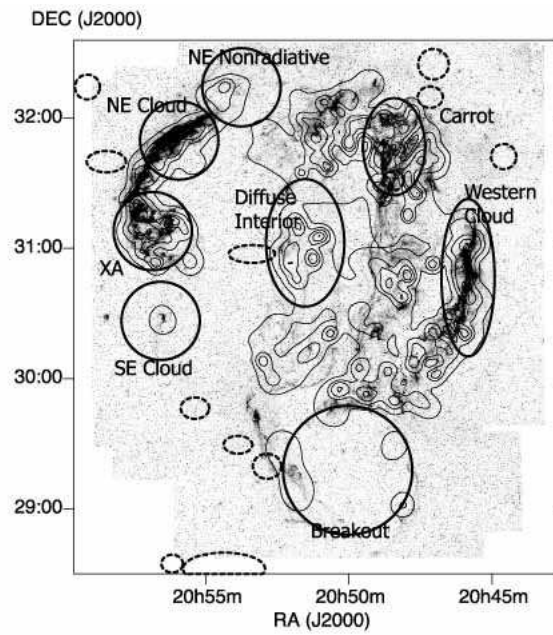 DEC (J2000)
NE Nonradiative
32:00
NE Cloud
Carrot
Diffuse
Interior
Western
Cloud
31:00
XA
SE Cloud
30:00
29:00
Breakout
20h55m
20h50m
20h45m
RA (J2000)